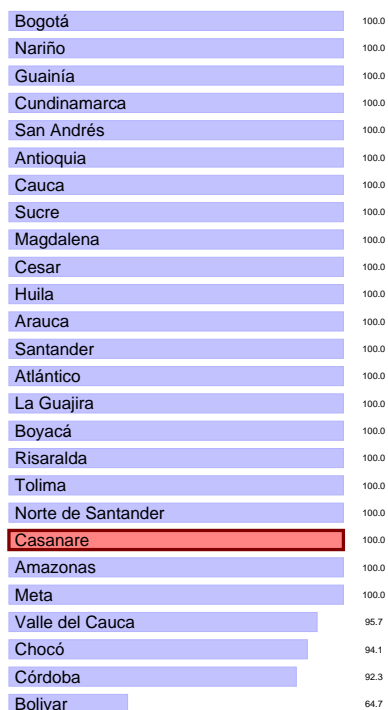 Bogotá 100.0
Nariño 100.0
Guainía 100.0
Cundinamarca 100.0
San Andrés 100.0
Antioquia 100.0
Cauca 100.0
Sucre 100.0
Magdalena 100.0
Cesar 100.0
Huila 100.0
Arauca 100.0
Santander 100.0
Atlántico 100.0
La Guajira 100.0
Boyacá 100.0
Risaralda 100.0
Tolima 100.0
Norte de Santander 100.0
Casanare 100.0
Amazonas 100.0
Meta 100.0
Valle del Cauca 95.7
Chocó 94.1
Córdoba 92.3
Bolivar 64.7